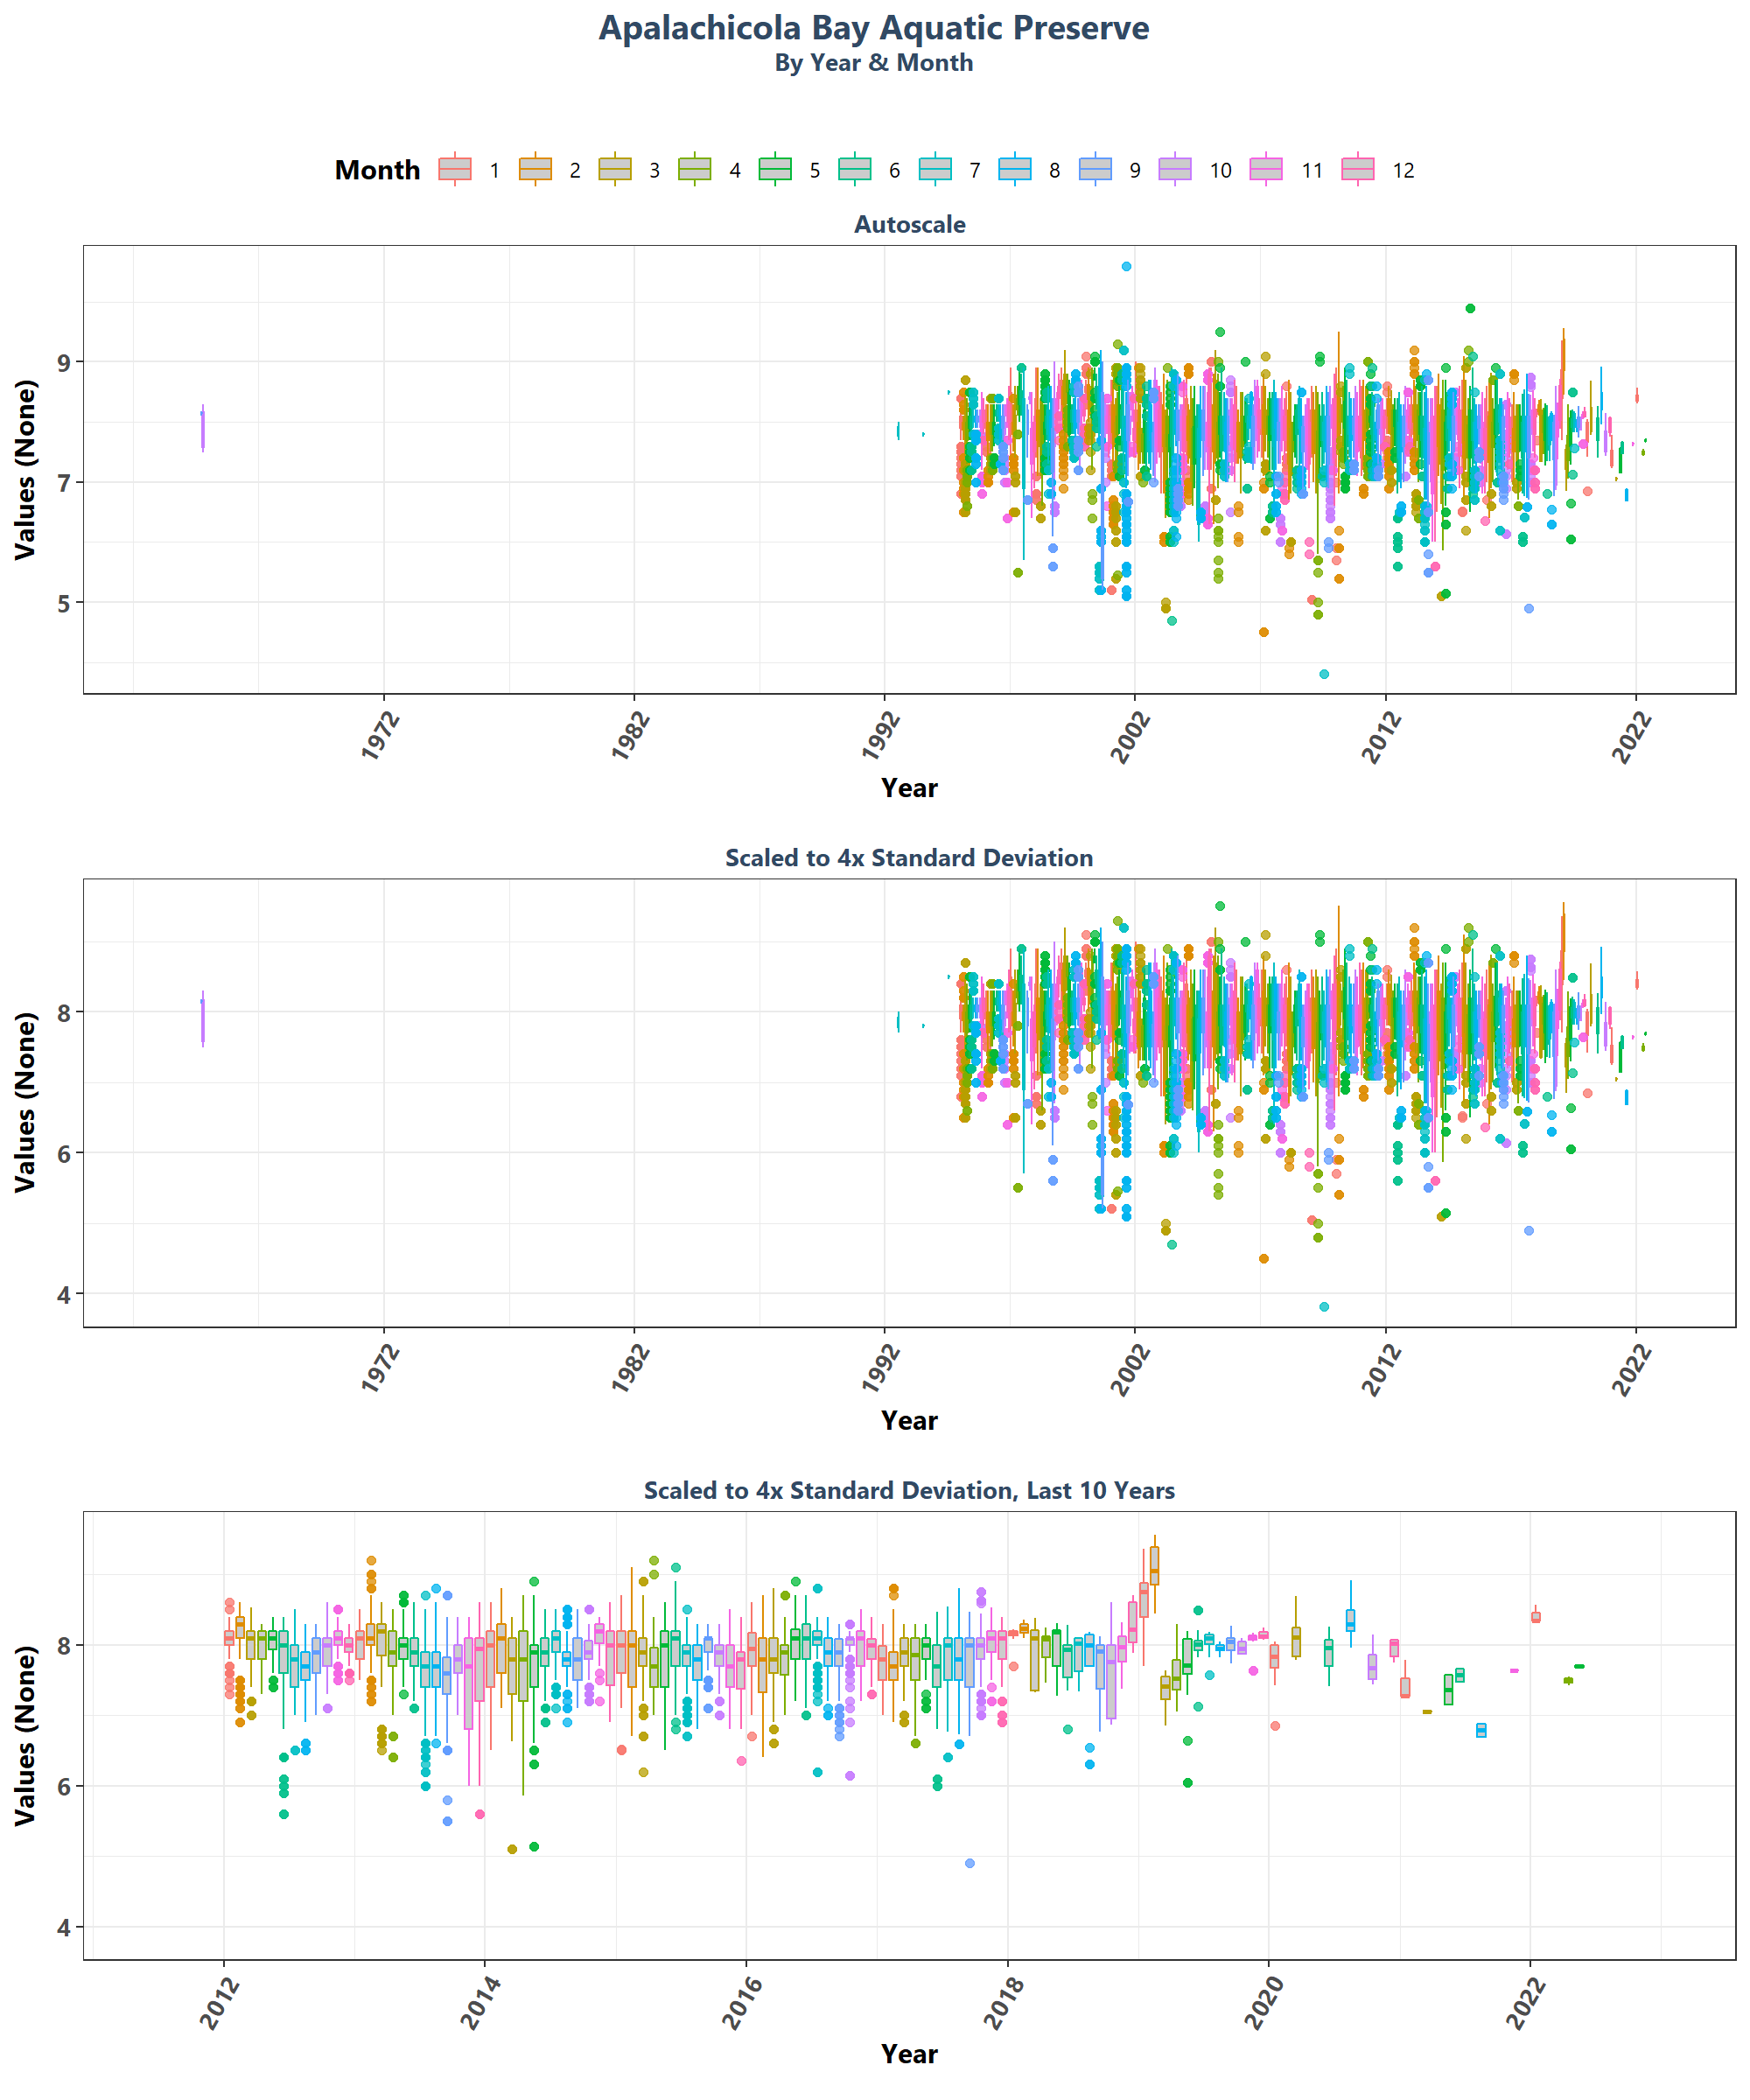 Apalachicola Bay Aquatic Preserve
By Year & Month
Month 1 2 3 4 5 6 7 8 9 10 11 12
Autoscale
Values (None)
9
7
5
1972 1982 1992 2002 2012 2022
Year
Scaled to 4x Standard Deviation
Values (None)
8
6
4
1972 1982 1992 2002 2012 2022
Year
Scaled to 4x Standard Deviation, Last 10 Years
Values (None)
8
6
4
2012 2014 2016 2018 2020 2022
Year